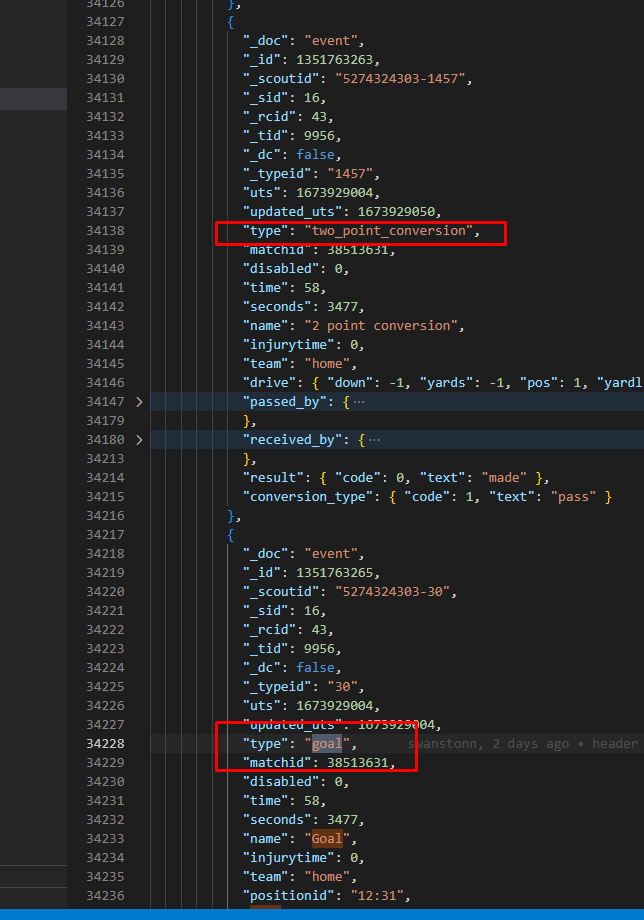 34126 },
34127 {
34128 "_doc": "event",
34129 "_id": 1351763263,
34130 "_scoutid": "5274324303-1457",
34131 "_sid": 16,
34132 "_rcid": 43,
34133 "_tid": 9956,
34134 "_dc": false,
34135 "_typeid": "1457",
34136 "uts": 1673929004,
34137 "updated_uts": 1673929050,
34138 "type": "two_point_conversion",
34139 "matchid": 38513631,
34140 "disabled": 0,
34141 "time": 58,
34142 "seconds": 3477,
34143 "name": "2 point conversion",
34144 "injurytime": 0,
34145 "team": "home",
34146 "drive": { "down": -1, "yards": -1, "pos": 1, "yardl
34147 > "passed_by": { ···
34179 },
34180 > "received_by": { ···
34213 },
34214 "result": { "code": 0, "text": "made" },
34215 "conversion_type": { "code": 1, "text": "pass" }
34216 },
34217 {
34218 "_doc": "event",
34219 "_id": 1351763265,
34220 "_scoutid": "5274324303-30",
34221 "_sid": 16,
34222 "_rcid": 43,
34223 "_tid": 9956,
34224 "_dc": false,
34225 "_typeid": "30",
34226 "uts": 1673929004,
34227 "updated_uts": 1673929004,
34228 "type": "goal", swanstonn, 2 days ago • header
34229 "matchid": 38513631,
34230 "disabled": 0,
34231 "time": 58,
34232 "seconds": 3477,
34233 "name": "Goal",
34234 "injurytime": 0,
34235 "team": "home",
34236 "positionid": "12:31",